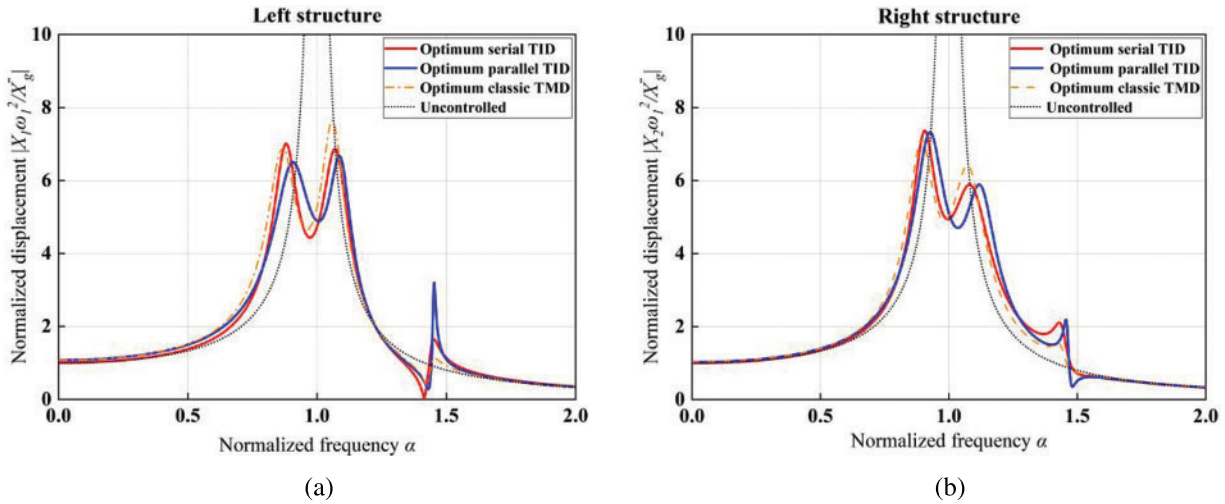 Left structure
10
8
6
4
2
0
Normalized displacement |X₁ω₁²/Ẍg|
Optimum serial TID
Optimum parallel TID
Optimum classic TMD
Uncontrolled
0.0 0.5 1.0 1.5 2.0
Normalized frequency α
(a)
Right structure
10
8
6
4
2
0
Normalized displacement |X₂ω₁²/Ẍg|
Optimum serial TID
Optimum parallel TID
Optimum classic TMD
Uncontrolled
0.0 0.5 1.0 1.5 2.0
Normalized frequency α
(b)